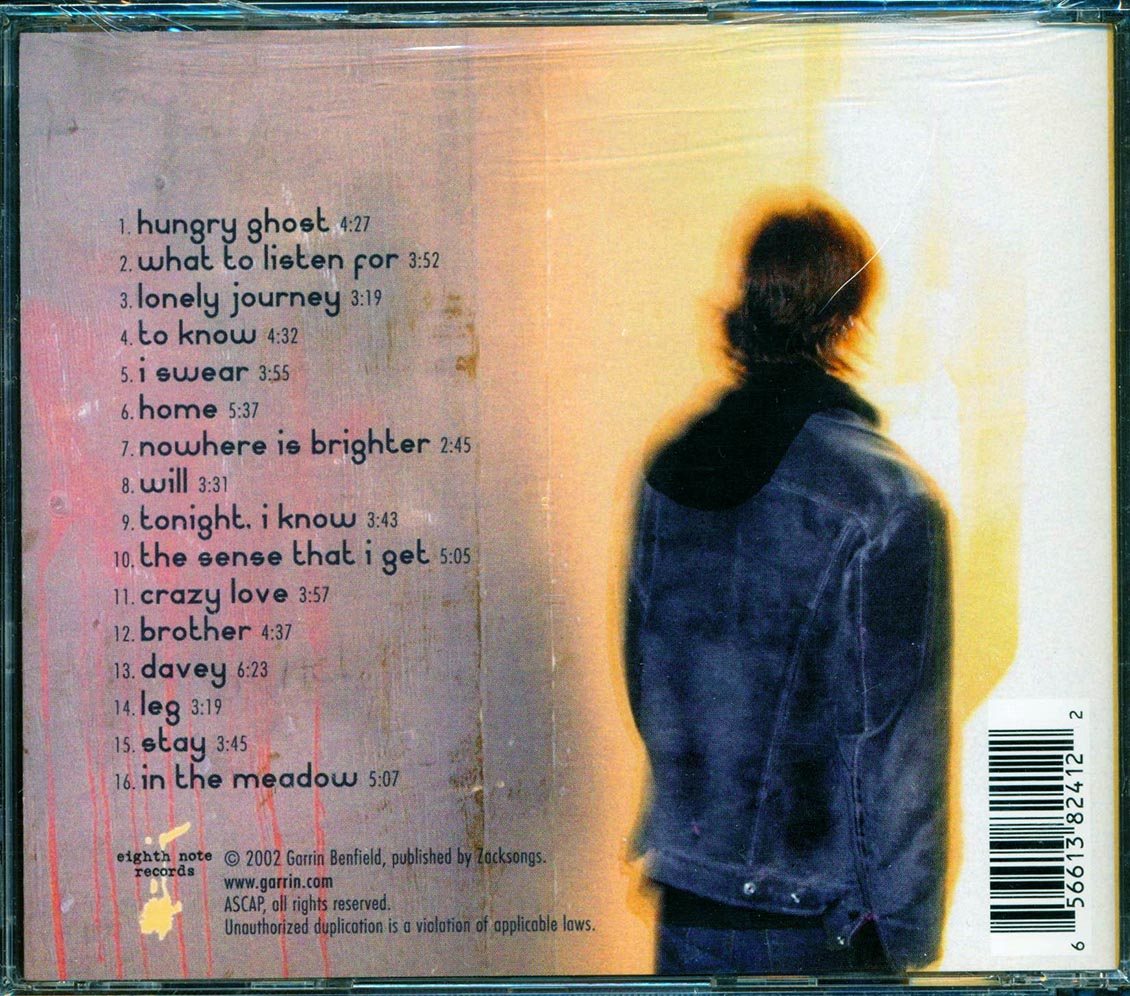 1. hungry ghost 4:27
2. what to listen for 3:52
3. lonely journey 3:19
4. to know 4:32
5. i swear 3:55
6. home 5:37
7. nowhere is brighter 2:45
8. will 3:31
9. tonight, i know 3:43
10. the sense that i get 5:05
11. crazy love 3:57
12. brother 4:37
13. davey 6:23
14. leg 3:19
15. stay 3:45
16. in the meadow 5:07
eighth note
records
© 2002 Garrin Benfield, published by Zacksongs.
www.garrin.com
ASCAP, all rights reserved.
Unauthorized duplication is a violation of applicable laws.
6 56613 82412 2